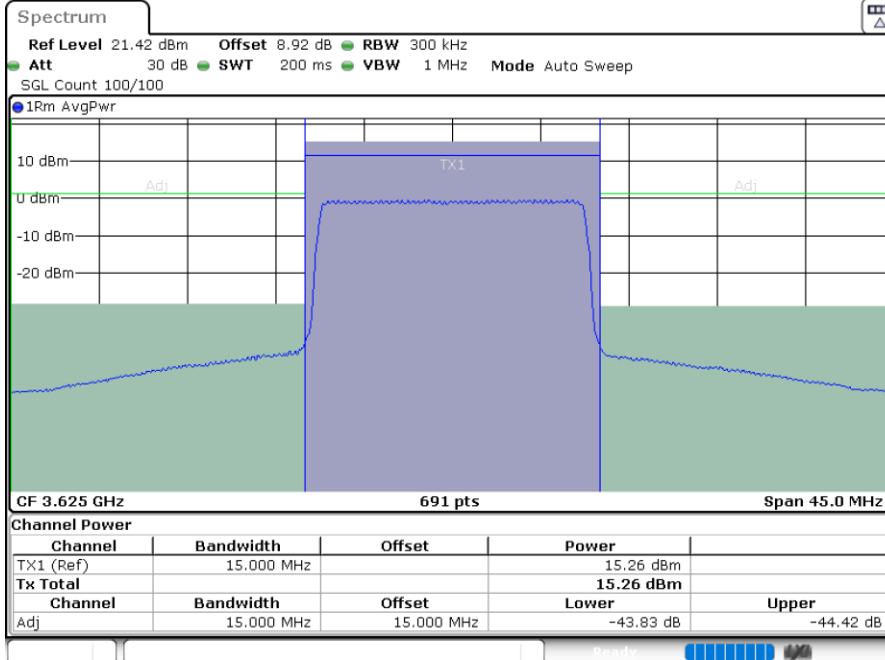 Spectrum
Ref Level 21.42 dBm Offset 8.92 dB RBW 300 kHz
Att 30 dB SWT 200 ms VBW 1 MHz Mode Auto Sweep
SGL Count 100/100
1Rm AvgPwr
10 dBm
TX1
Adj Adj
0 dBm
-10 dBm
-20 dBm
CF 3.625 GHz 691 pts Span 45.0 MHz
Channel Power
Channel Bandwidth Offset Power
TX1 (Ref) 15.000 MHz 15.26 dBm
Tx Total 15.26 dBm
Channel Bandwidth Offset Lower Upper
Adj 15.000 MHz 15.000 MHz -43.83 dB -44.42 dB
Ready